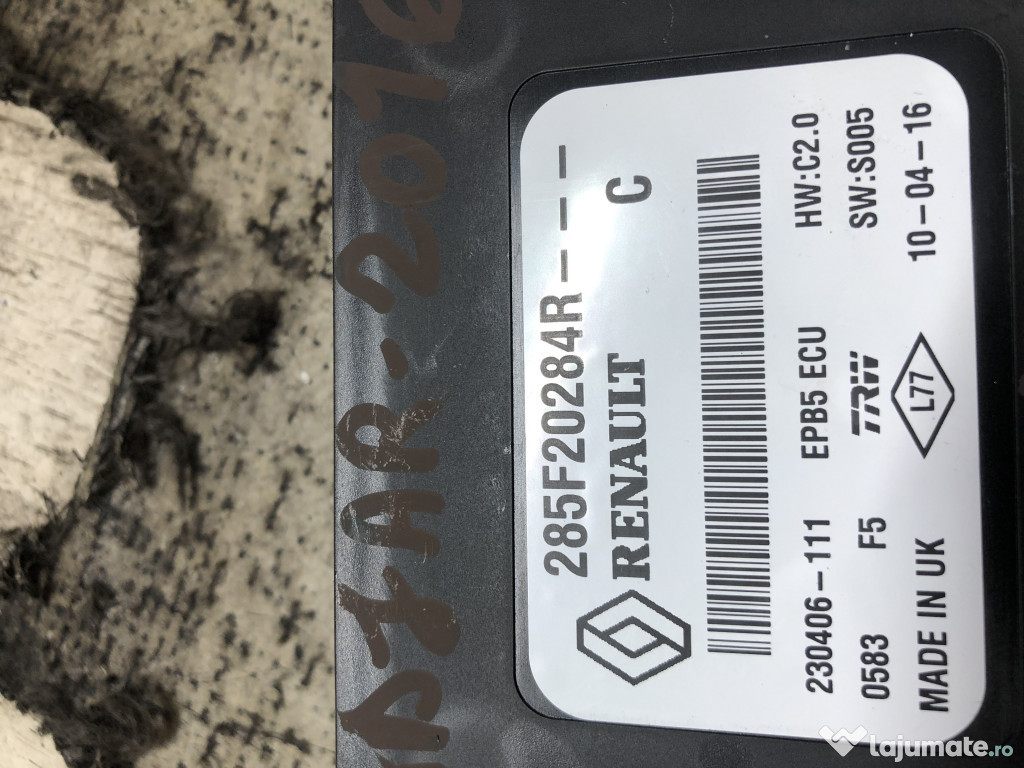 285F20284R----
RENAULT C
230406-111 EPB5 ECU HW:C2.0
0583 F5 TRW SW:S005
MADE IN UK L77 10-04-16
lajumate.ro